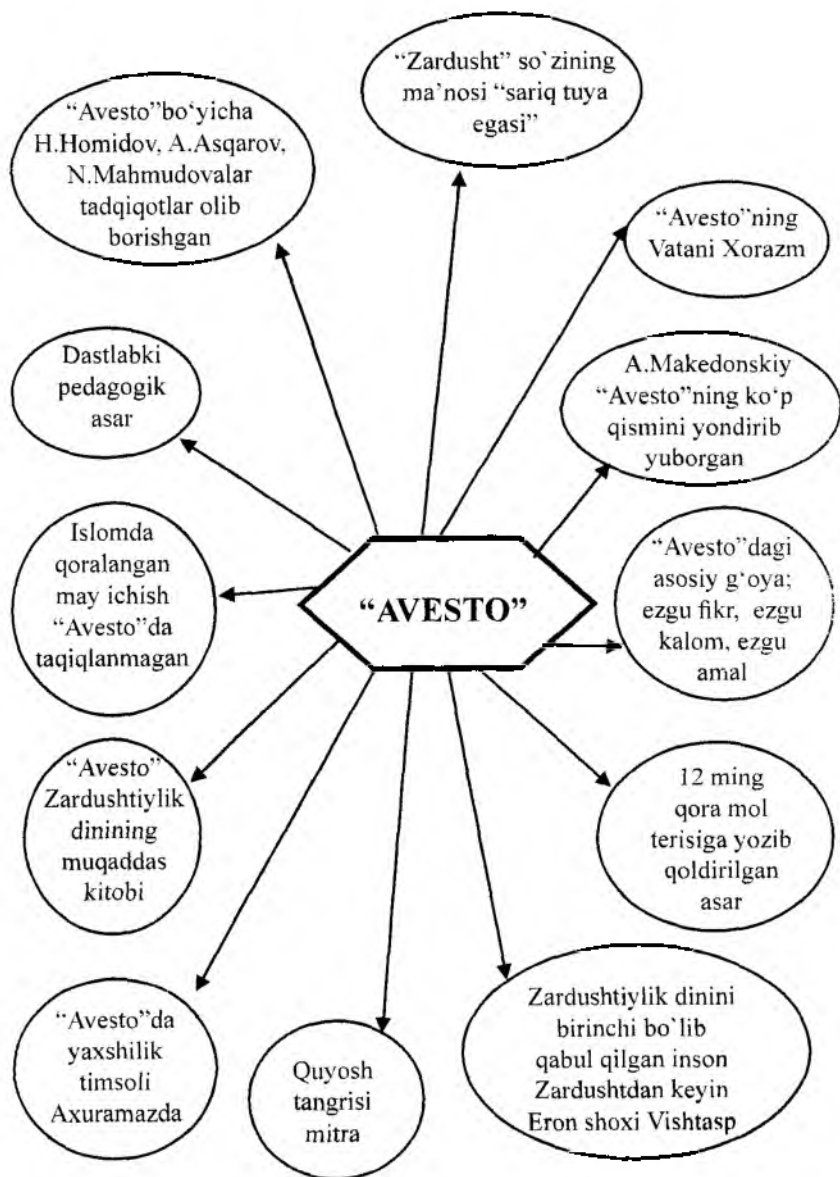 “Zardusht” so`zining
ma’nosi “sariq tuya
egasi”
“Avesto”bo‘yicha
H.Homidov, A.Asqarov,
N.Mahmudovalar
tadqiqotlar olib
borishgan
“Avesto”ning
Vatani Xorazm
Dastlabki
pedagogik
asar
A.Makedonskiy
“Avesto”ning ko‘p
qismini yondirib
yuborgan
Islomda
qoralangan
may ichish
“Avesto”da
taqiqlanmagan
“AVESTO”
“Avesto”dagi
asosiy g‘oya;
ezgu fikr, ezgu
kalom, ezgu
amal
“Avesto”
Zardushtiylik
dinining
muqaddas
kitobi
12 ming
qora mol
terisiga yozib
qoldirilgan
asar
“Avesto”da
yaxshilik
timsoli
Axuramazda
Quyosh
tangrisi
mitra
Zardushtiylik dinini
birinchi bo`lib
qabul qilgan inson
Zardushtdan keyin
Eron shoxi Vishtasp